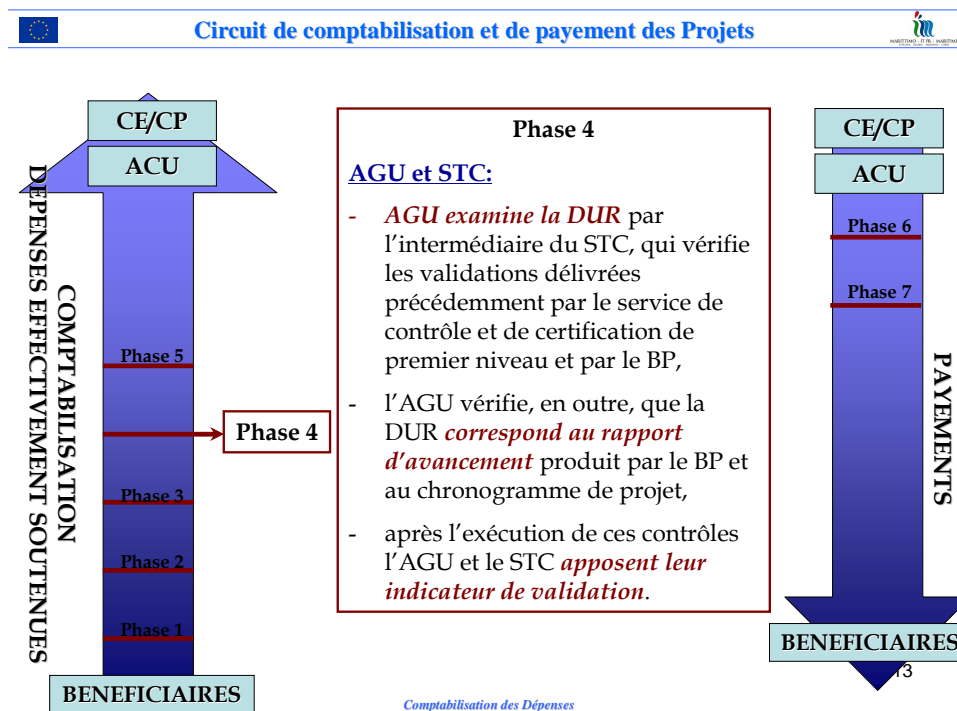 Circuit de comptabilisation et de payement des Projets
MARITTIMO - IT FR - MARITIME
CE/CP
ACU
DEPENSES EFFECTIVEMENT SOUTENUES
COMPTABILISATION
Phase 5
Phase 4
Phase 3
Phase 2
Phase 1
BENEFICIAIRES
Phase 4
AGU et STC:
- AGU examine la DUR par
l’intermédiaire du STC, qui vérifie
les validations délivrées
précédemment par le service de
contrôle et de certification de
premier niveau et par le BP,
- l’AGU vérifie, en outre, que la
DUR correspond au rapport
d’avancement produit par le BP et
au chronogramme de projet,
- après l’exécution de ces contrôles
l’AGU et le STC apposent leur
indicateur de validation.
CE/CP
ACU
Phase 6
Phase 7
PAYEMENTS
BENEFICIAIRES
13
Comptabilisation des Dépenses